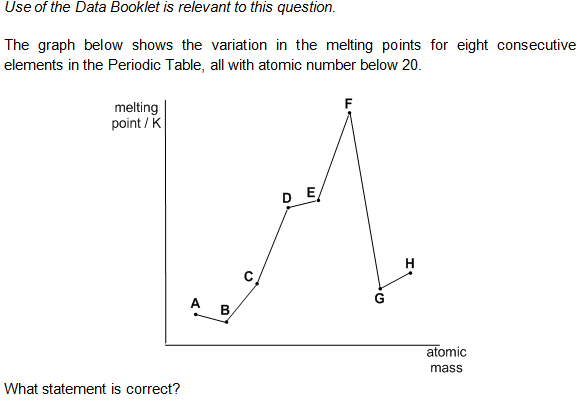 Use of the Data Booklet is relevant to this question.
The graph below shows the variation in the melting points for eight consecutive
elements in the Periodic Table, all with atomic number below 20.
melting
point / K
F
D
E
C
H
A
B
G
atomic
mass
What statement is correct?